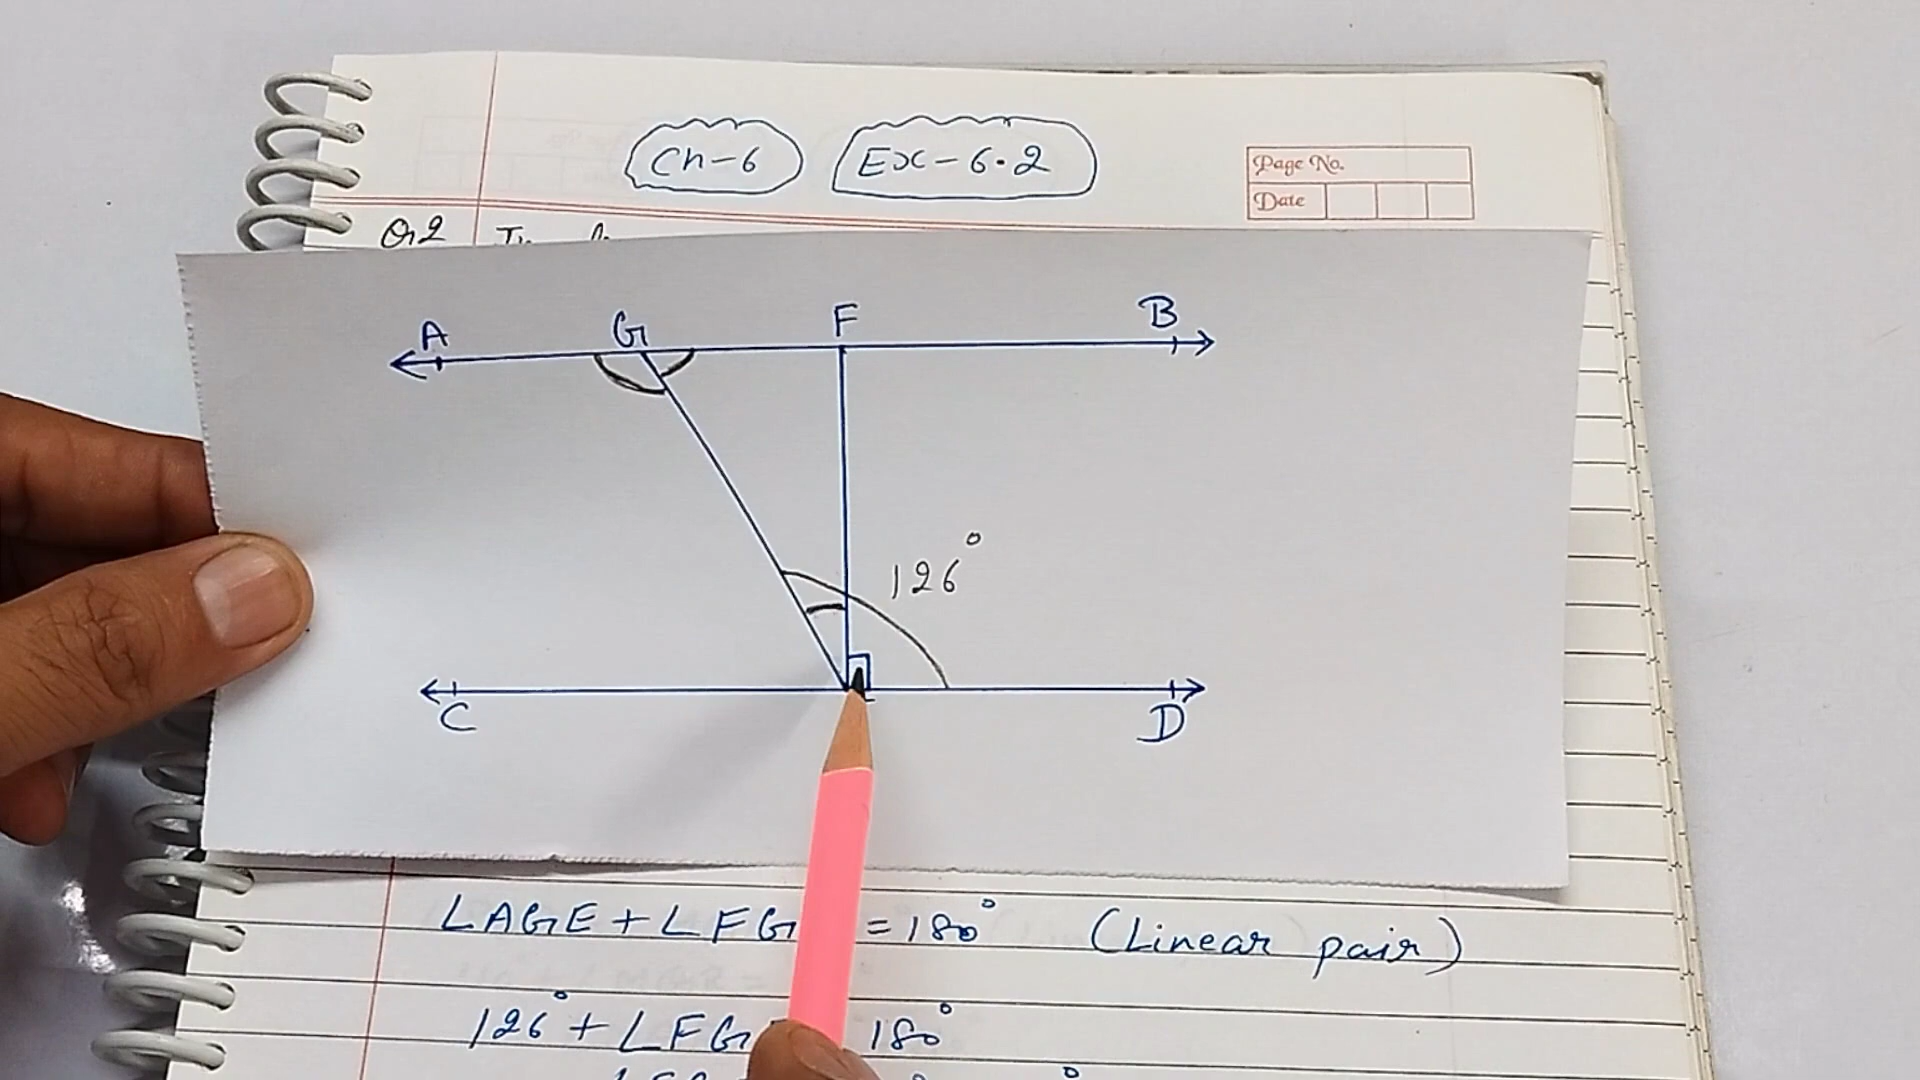 Ch-6 Ex-6.2
Page No.
Date
Q2
A G F B
126°
C D
∠AGE + ∠FG = 180° (Linear pair)
126° + ∠FG 180°